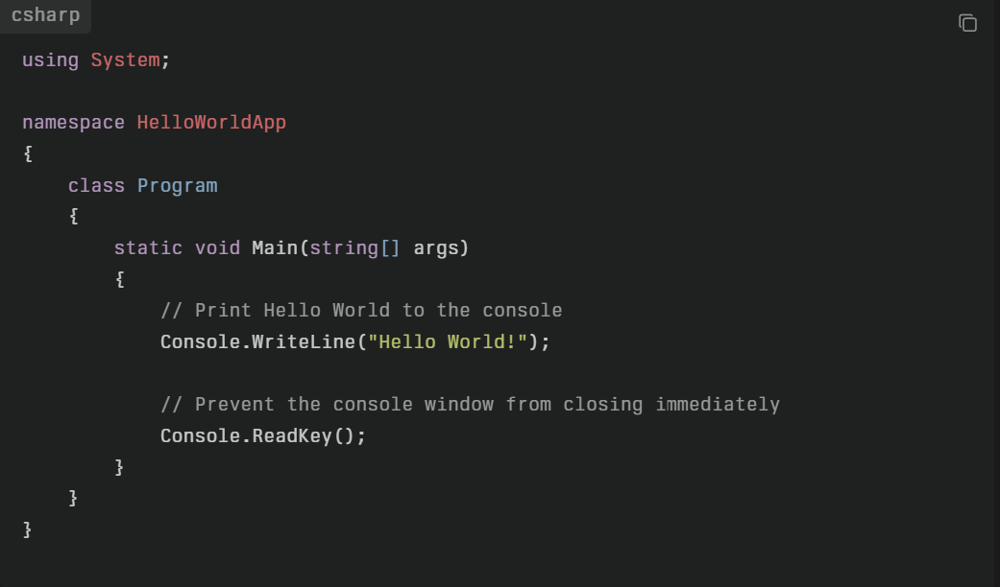 csharp
using System;
namespace HelloWorldApp
{
    class Program
    {
        static void Main(string[] args)
        {
            // Print Hello World to the console
            Console.WriteLine("Hello World!");
            // Prevent the console window from closing immediately
            Console.ReadKey();
        }
    }
}